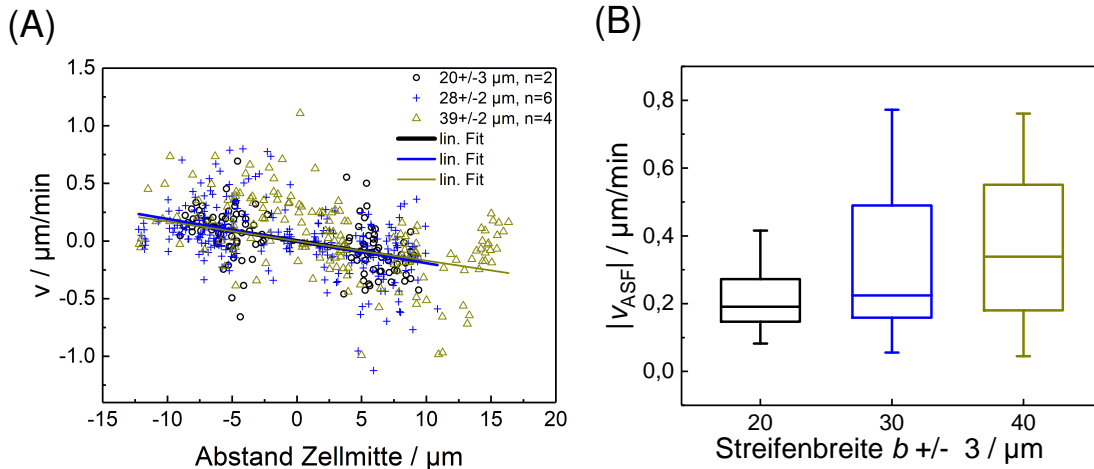 (A)
(B)
1.5
1.0
0.5
0.0
-0.5
-1.0
v / µm/min
20+/-3 µm, n=2
28+/-2 µm, n=6
39+/-2 µm, n=4
lin. Fit
lin. Fit
lin. Fit
-15 -10 -5 0 5 10 15 20
Abstand Zellmitte / µm
0,8
0,6
0,4
0,2
0,0
|vASF| / µm/min
20 30 40
Streifenbreite b +/- 3 / µm